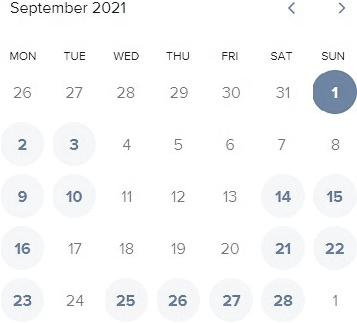 September 2021
MON TUE WED THU FRI SAT SUN
26 27 28 29 30 31 1
2 3 4 5 6 7 8
9 10 11 12 13 14 15
16 17 18 19 20 21 22
23 24 25 26 27 28 1